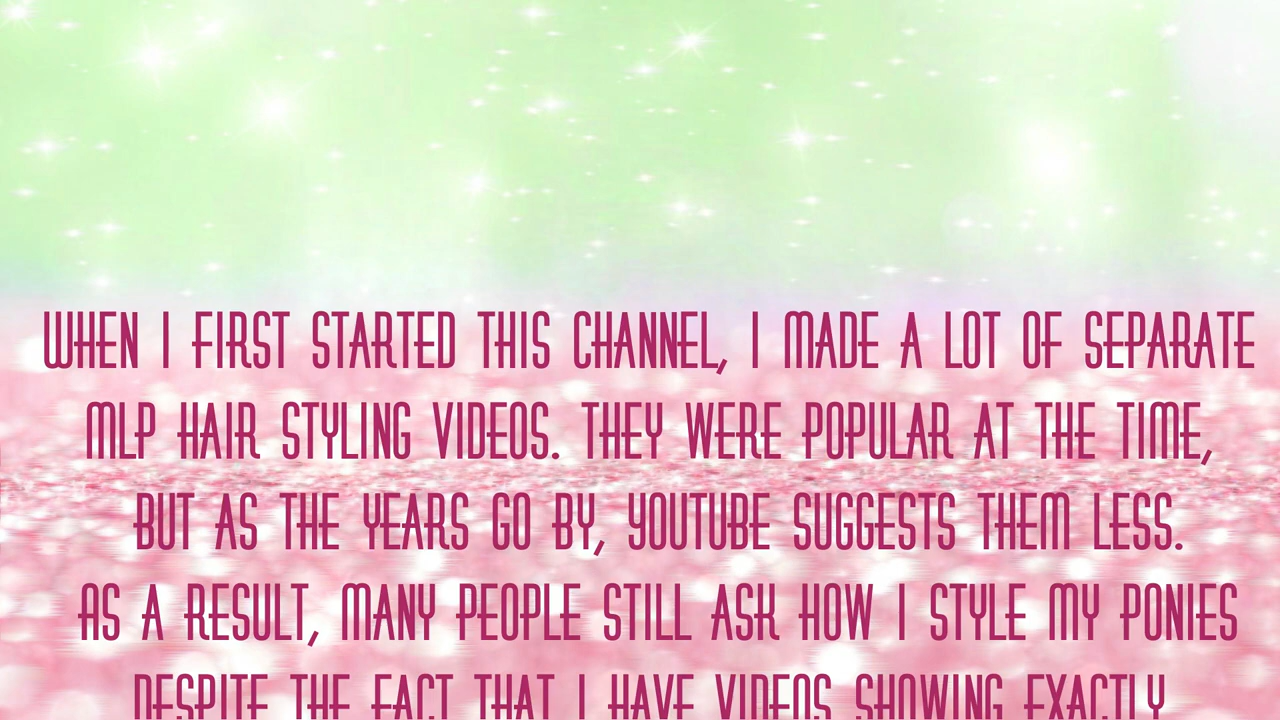 WHEN I FIRST STARTED THIS CHANNEL, I MADE A LOT OF SEPARATE
MLP HAIR STYLING VIDEOS. THEY WERE POPULAR AT THE TIME,
BUT AS THE YEARS GO BY, YOUTUBE SUGGESTS THEM LESS.
AS A RESULT, MANY PEOPLE STILL ASK HOW I STYLE MY PONIES
DESPITE THE FACT THAT I HAVE VIDEOS SHOWING EXACTLY